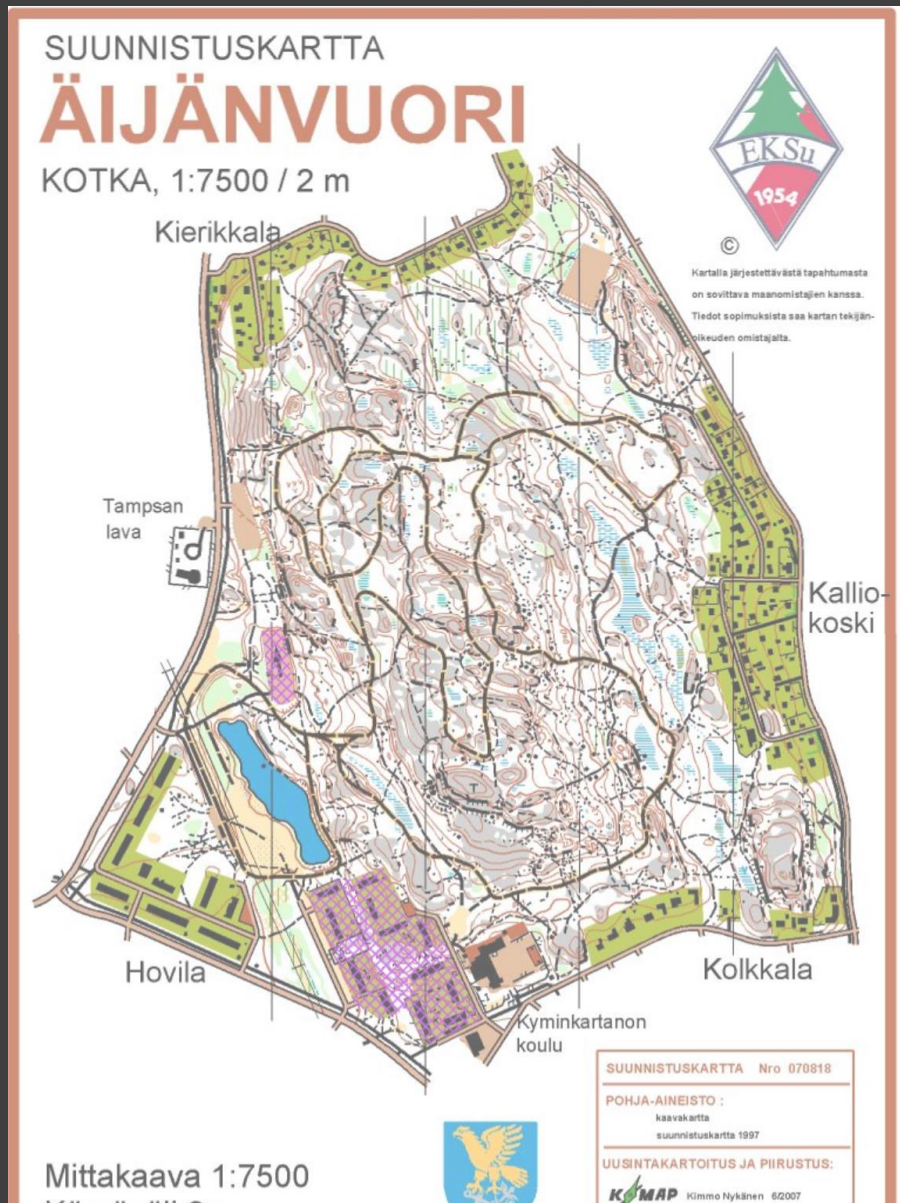 SUUNNISTUSKARTTA
ÄIJÄNVUORI
KOTKA, 1:7500 / 2 m
EKSu
1954
©
Kartalla järjestettävästä tapahtumasta
on sovittava maanomistajien kanssa.
Tiedot sopimuksista saa kartan tekijän-
oikeuden omistajalta.
Kierikkala
Tampsan
lava
Kallio-
koski
Hovila
Kolkkala
Kyminkartanon
koulu
SUUNNISTUSKARTTA Nro 070818
POHJA-AINEISTO :
kaavakartta
suunnistuskartta 1997
UUSINTAKARTOITUS JA PIIRUSTUS:
KMAP Kimmo Nykänen 6/2007
Mittakaava 1:7500